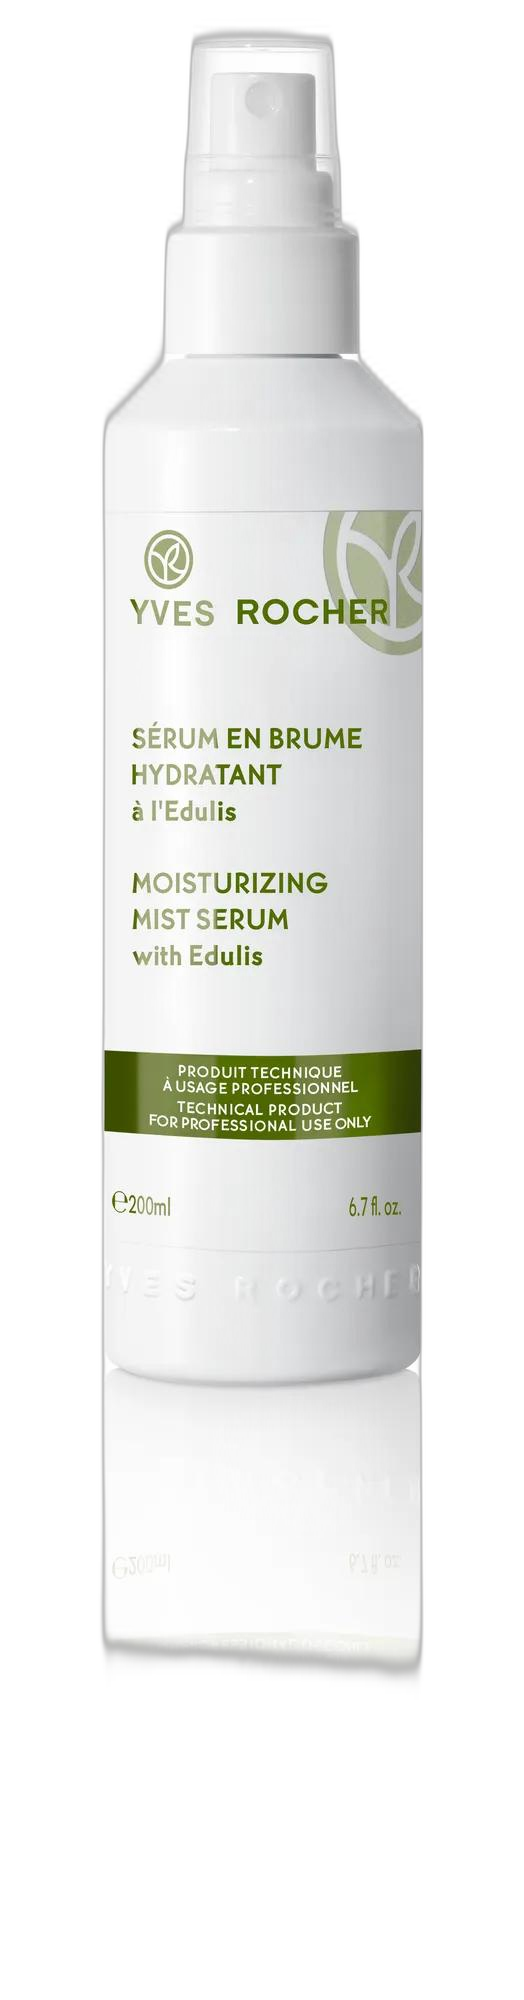 YVES ROCHER
SÉRUM EN BRUME
HYDRATANT
à l'Edulis
MOISTURIZING
MIST SERUM
with Edulis
PRODUIT TECHNIQUE
À USAGE PROFESSIONNEL
TECHNICAL PRODUCT
FOR PROFESSIONAL USE ONLY
℮200ml 6.7 fl. oz.
YVES ROCHER